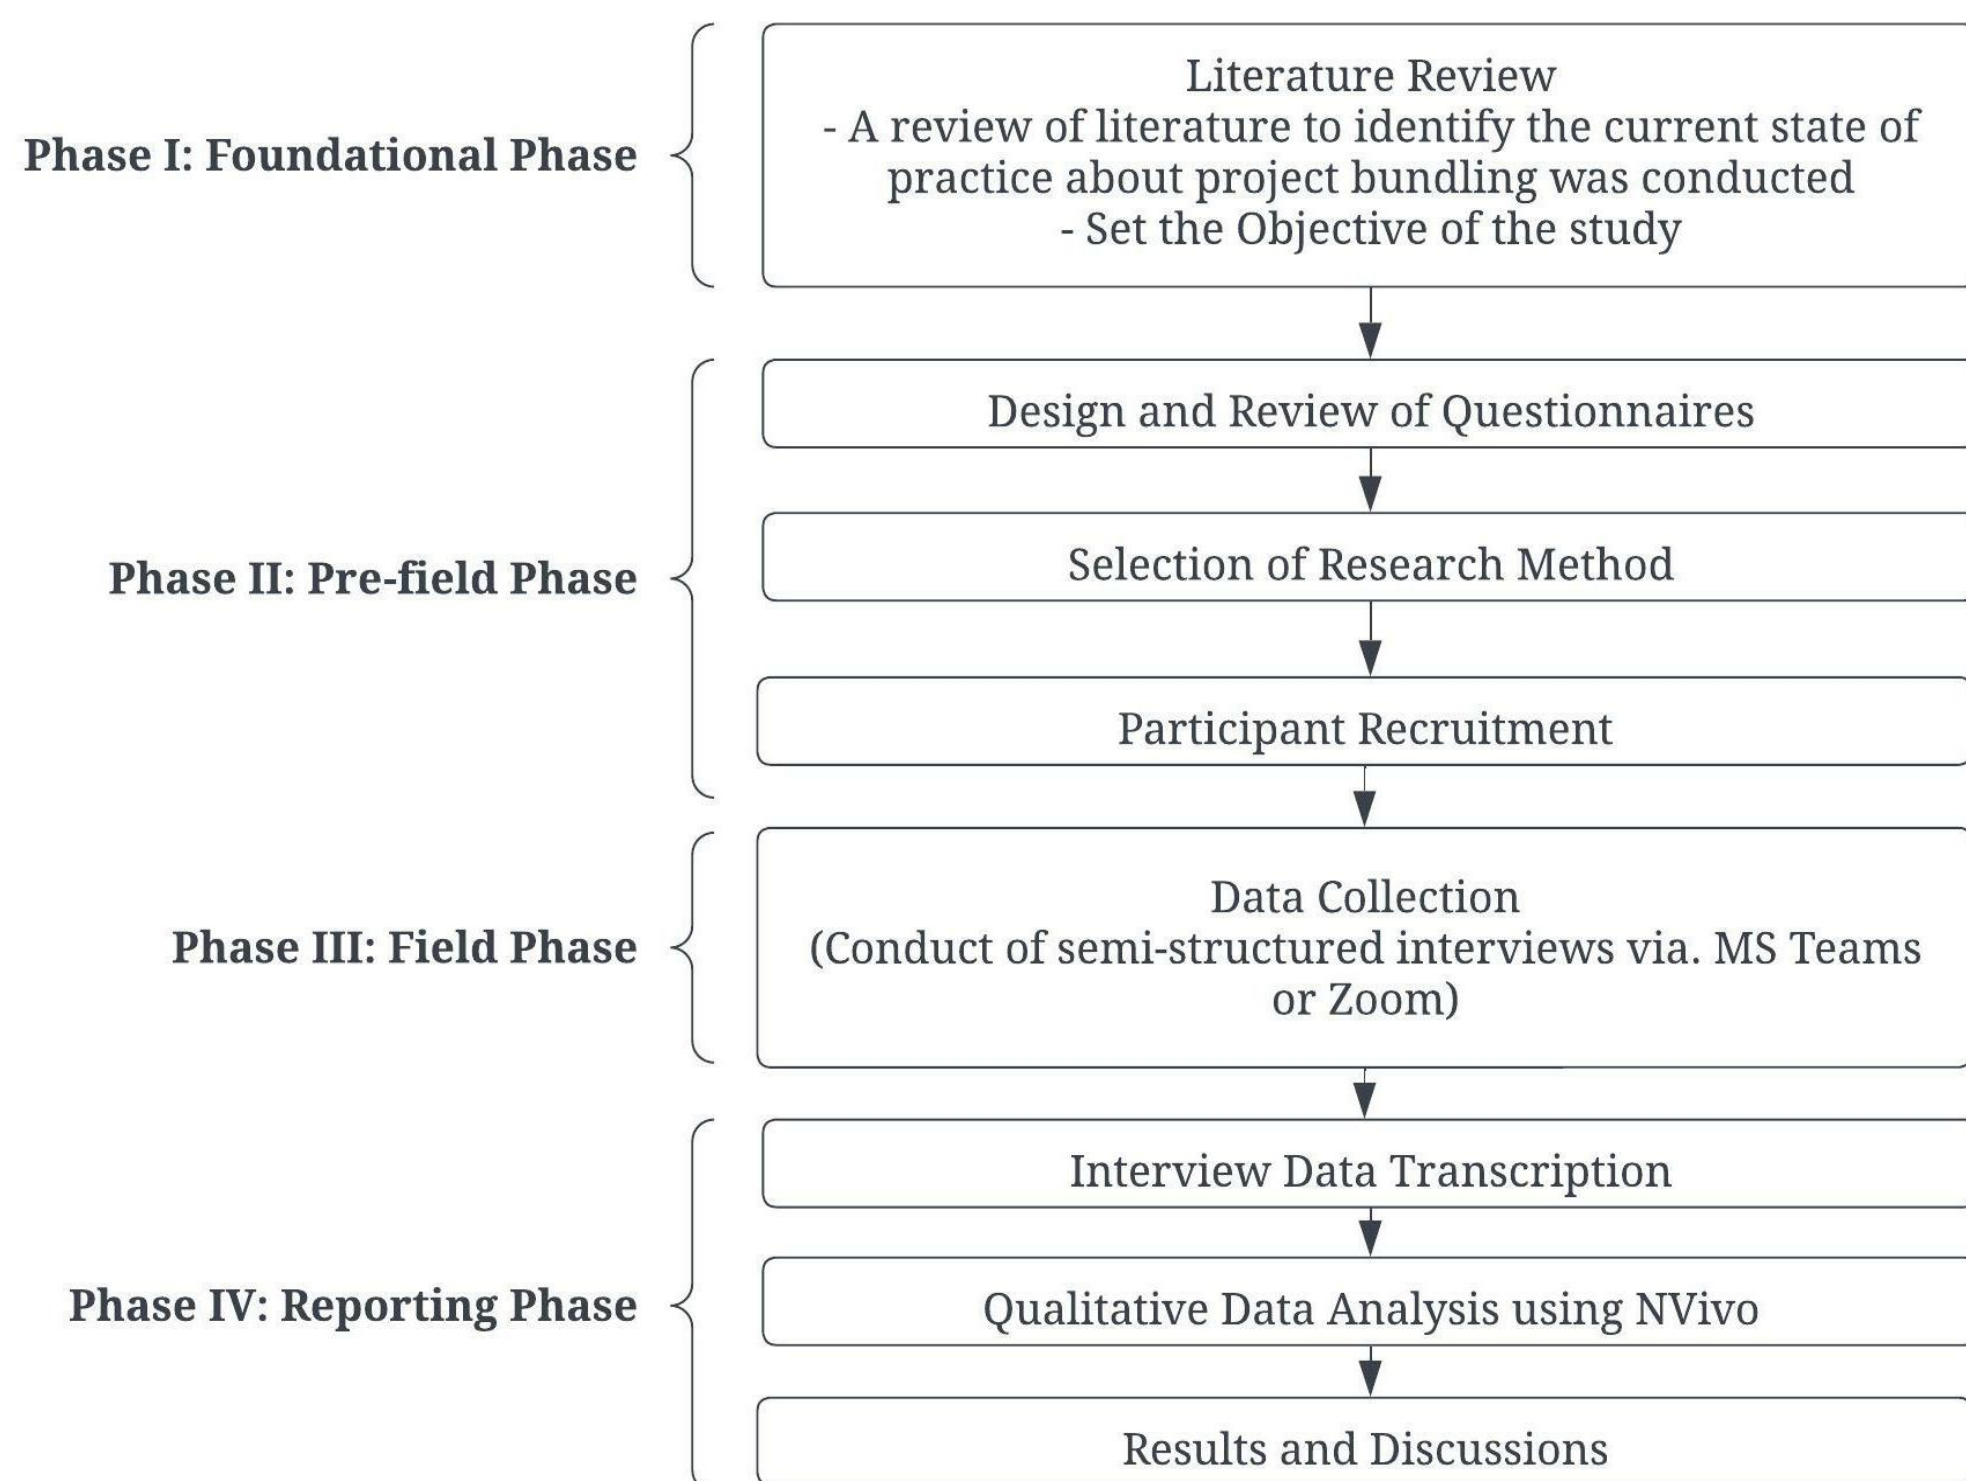 Literature Review
- A review of literature to identify the current state of
practice about project bundling was conducted
- Set the Objective of the study
Phase I: Foundational Phase
Design and Review of Questionnaires
Selection of Research Method
Phase II: Pre-field Phase
Participant Recruitment
Data Collection
(Conduct of semi-structured interviews via. MS Teams
or Zoom)
Phase III: Field Phase
Interview Data Transcription
Qualitative Data Analysis using NVivo
Phase IV: Reporting Phase
Results and Discussions